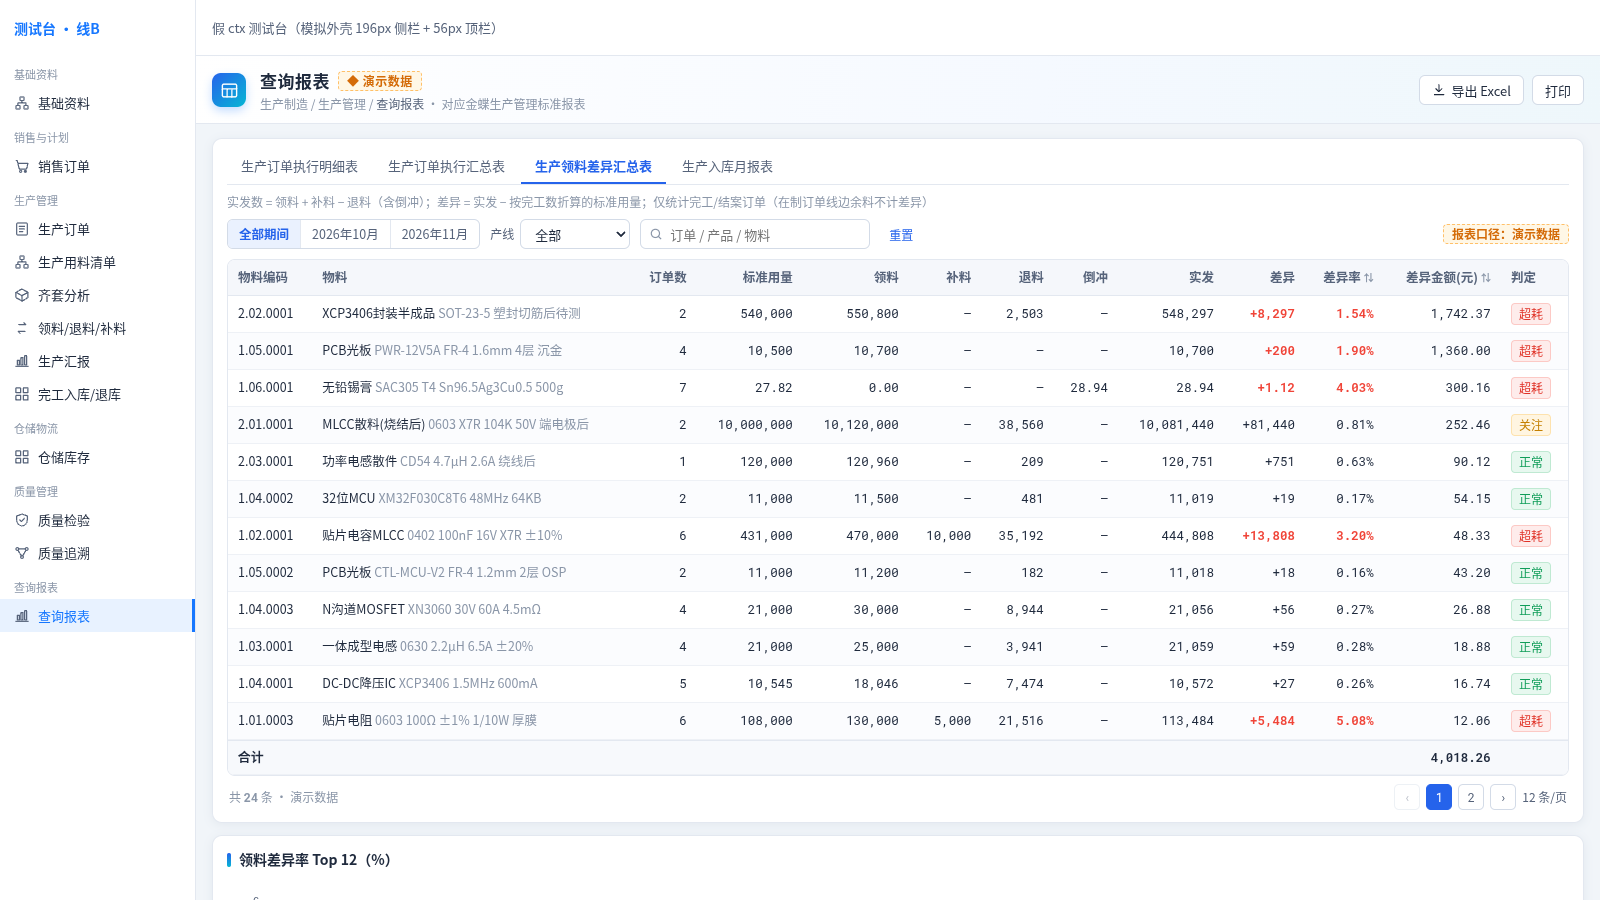 测试台 · 线B
基础资料
基础资料
销售与计划
销售订单
生产管理
生产订单
生产用料清单
齐套分析
领料/退料/补料
生产汇报
完工入库/退库
仓储物流
仓储库存
质量管理
质量检验
质量追溯
查询报表
查询报表
假 ctx 测试台（模拟外壳 196px 侧栏 + 56px 顶栏）
查询报表 ◆ 演示数据
生产制造 / 生产管理 / 查询报表 · 对应金蝶生产管理标准报表
导出 Excel 打印
生产订单执行明细表 生产订单执行汇总表 生产领料差异汇总表 生产入库月报表
实发数 = 领料 + 补料 − 退料（含倒冲）；差异 = 实发 − 按完工数折算的标准用量；仅统计完工/结案订单（在制订单线边余料不计差异）
全部期间 2026年10月 2026年11月 产线 全部 订单 / 产品 / 物料 重置 报表口径：演示数据
物料编码 物料 订单数 标准用量 领料 补料 退料 倒冲 实发 差异 差异率 ⇅ 差异金额(元) ⇅ 判定
2.02.0001 XCP3406封装半成品 SOT-23-5 塑封切筋后待测 2 540,000 550,800 — 2,503 — 548,297 +8,297 1.54% 1,742.37 超耗
1.05.0001 PCB光板 PWR-12V5A FR-4 1.6mm 4层 沉金 4 10,500 10,700 — — — 10,700 +200 1.90% 1,360.00 超耗
1.06.0001 无铅锡膏 SAC305 T4 Sn96.5Ag3Cu0.5 500g 7 27.82 0.00 — — 28.94 28.94 +1.12 4.03% 300.16 超耗
2.01.0001 MLCC散料(烧结后) 0603 X7R 104K 50V 端电极后 2 10,000,000 10,120,000 — 38,560 — 10,081,440 +81,440 0.81% 252.46 关注
2.03.0001 功率电感散件 CD54 4.7μH 2.6A 绕线后 1 120,000 120,960 — 209 — 120,751 +751 0.63% 90.12 正常
1.04.0002 32位MCU XM32F030C8T6 48MHz 64KB 2 11,000 11,500 — 481 — 11,019 +19 0.17% 54.15 正常
1.02.0001 贴片电容MLCC 0402 100nF 16V X7R ±10% 6 431,000 470,000 10,000 35,192 — 444,808 +13,808 3.20% 48.33 超耗
1.05.0002 PCB光板 CTL-MCU-V2 FR-4 1.2mm 2层 OSP 2 11,000 11,200 — 182 — 11,018 +18 0.16% 43.20 正常
1.04.0003 N沟道MOSFET XN3060 30V 60A 4.5mΩ 4 21,000 30,000 — 8,944 — 21,056 +56 0.27% 26.88 正常
1.03.0001 一体成型电感 0630 2.2μH 6.5A ±20% 4 21,000 25,000 — 3,941 — 21,059 +59 0.28% 18.88 正常
1.04.0001 DC-DC降压IC XCP3406 1.5MHz 600mA 5 10,545 18,046 — 7,474 — 10,572 +27 0.26% 16.74 正常
1.01.0003 贴片电阻 0603 100Ω ±1% 1/10W 厚膜 6 108,000 130,000 5,000 21,516 — 113,484 +5,484 5.08% 12.06 超耗
合计 4,018.26
共 24 条 · 演示数据 ‹ 1 2 › 12 条/页
领料差异率 Top 12（%）